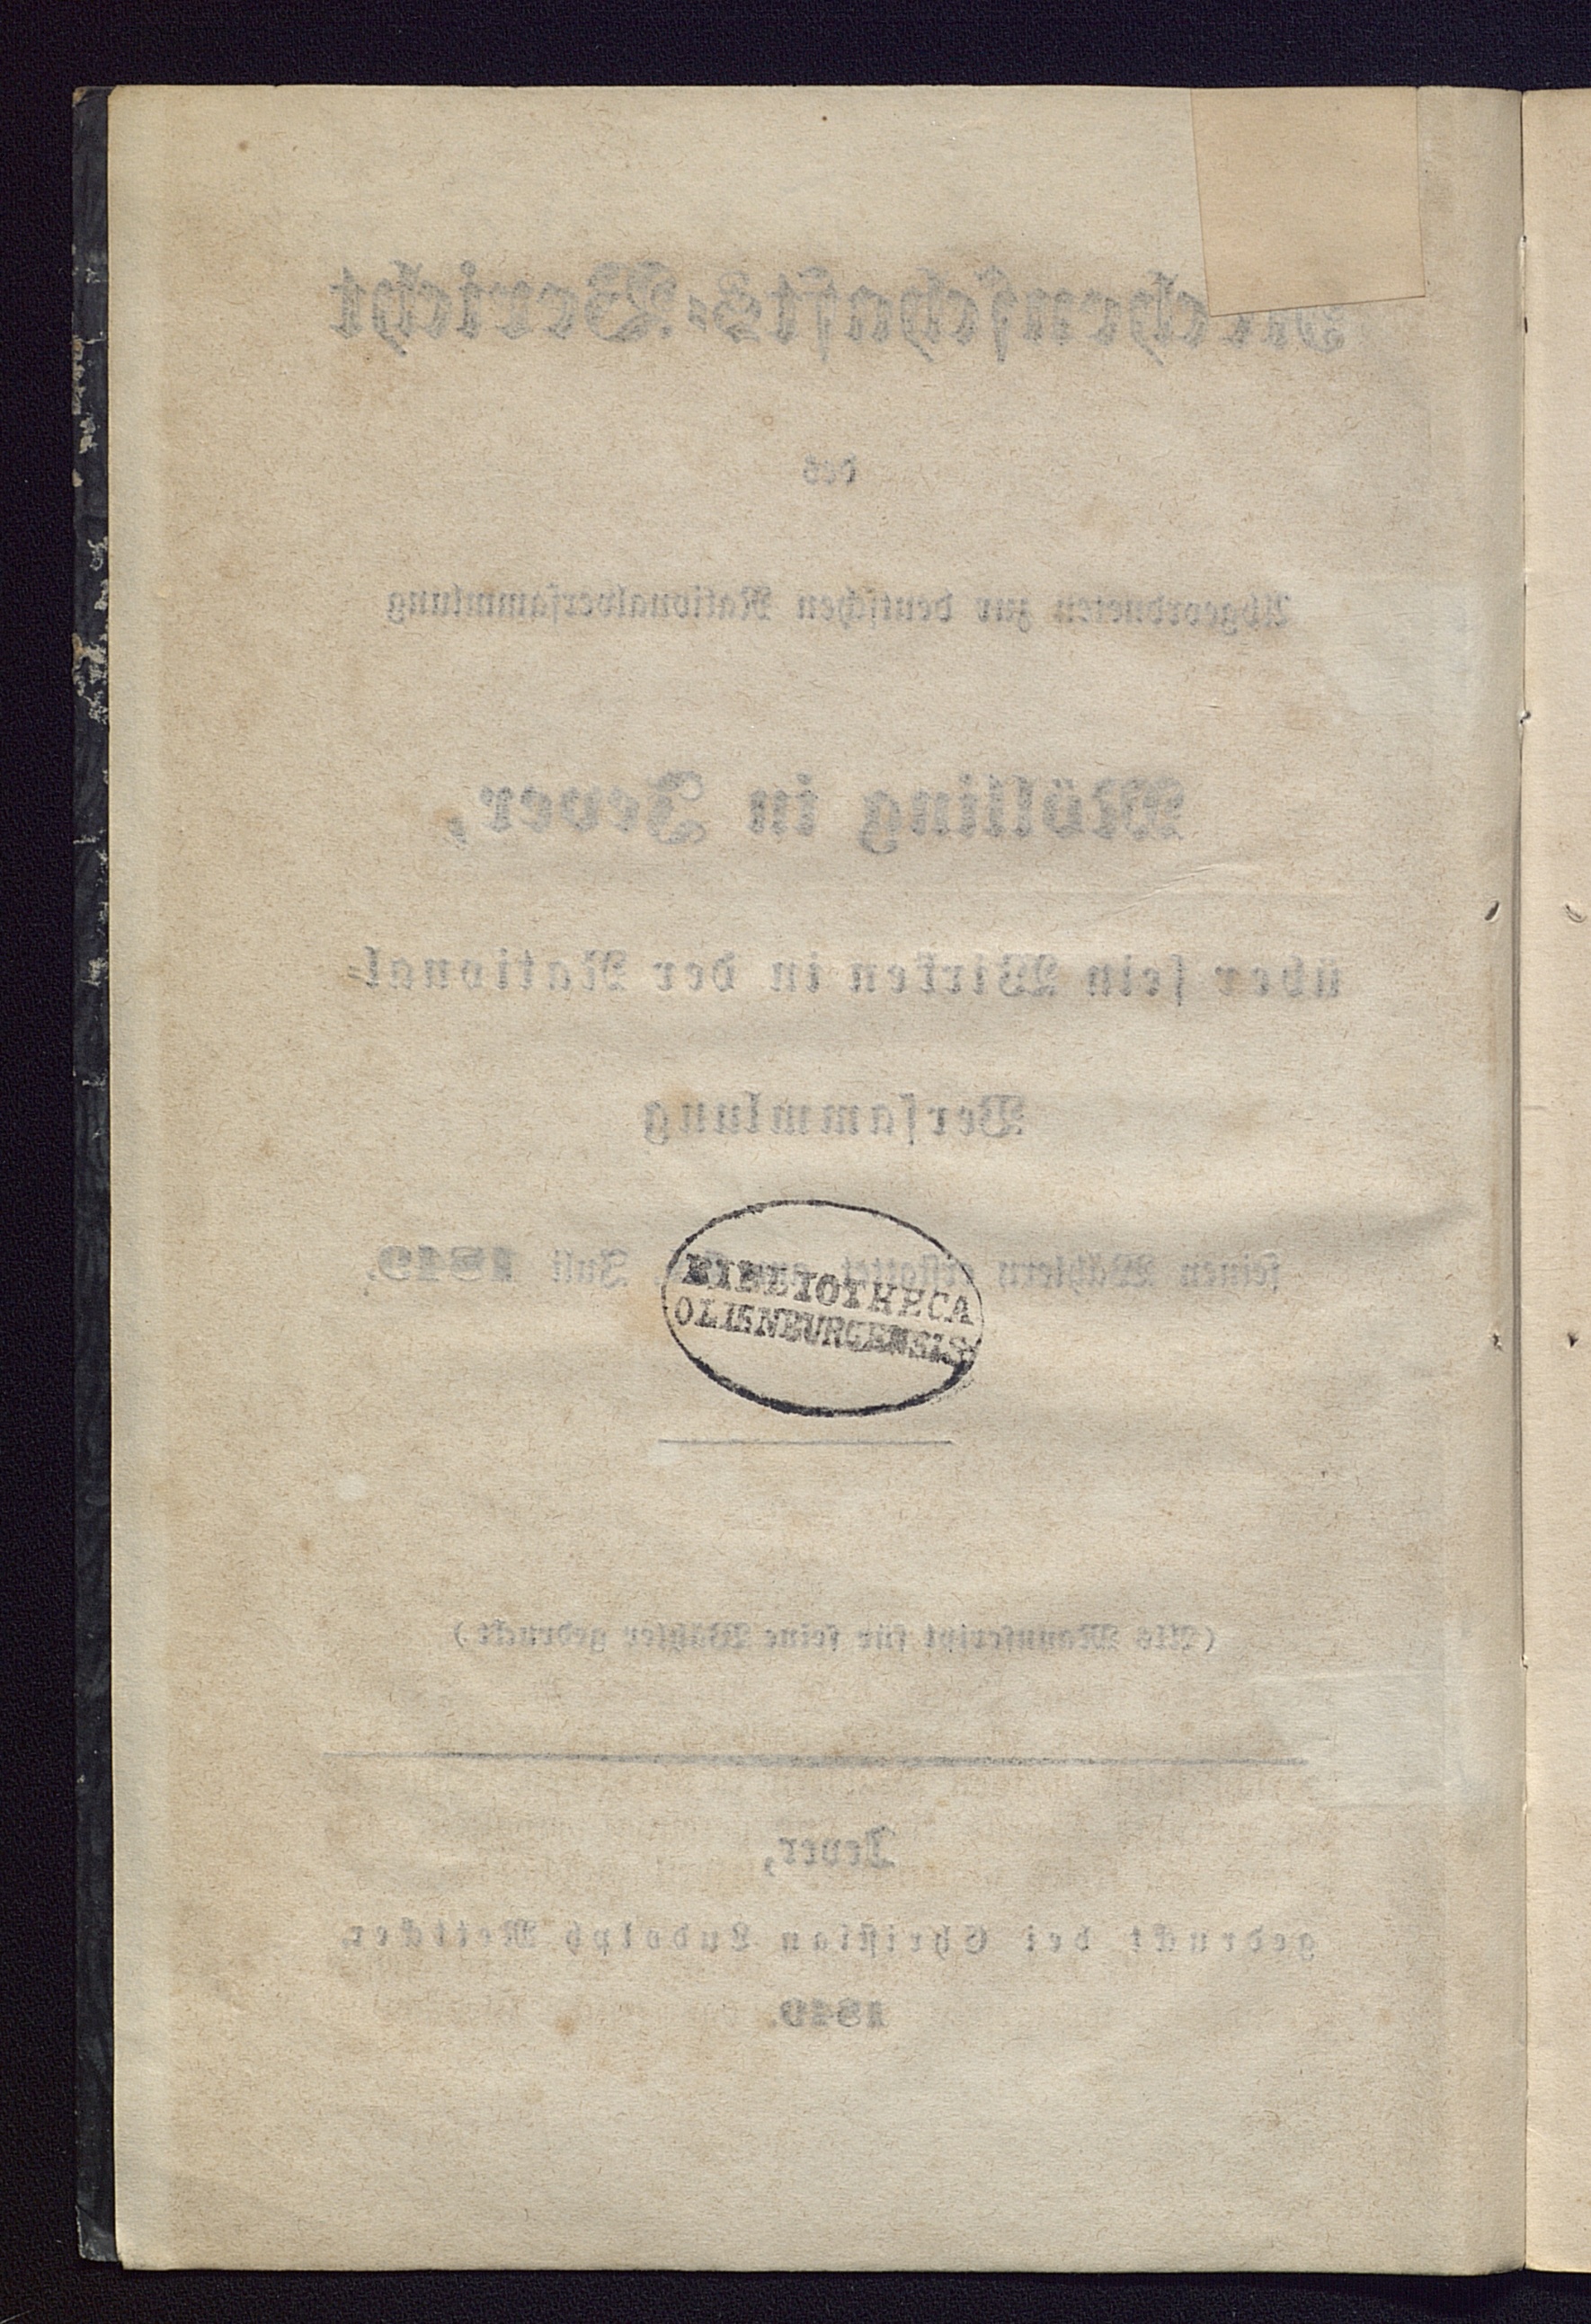 Rechenschafts-Bericht
des
Abgeordneten zur deutschen Nationalversammlung
Mölling in Jever,
über sein Wirken in der National-
Versammlung
seinen Wählern erstattet Juli 1849.
BIBLIOTHECA
OLDENBURGENSIS
(Als Manuscript für seine Wähler gedruckt.)
Jever,
gedruckt bei Christian Ludolph Mettcker.
1849.